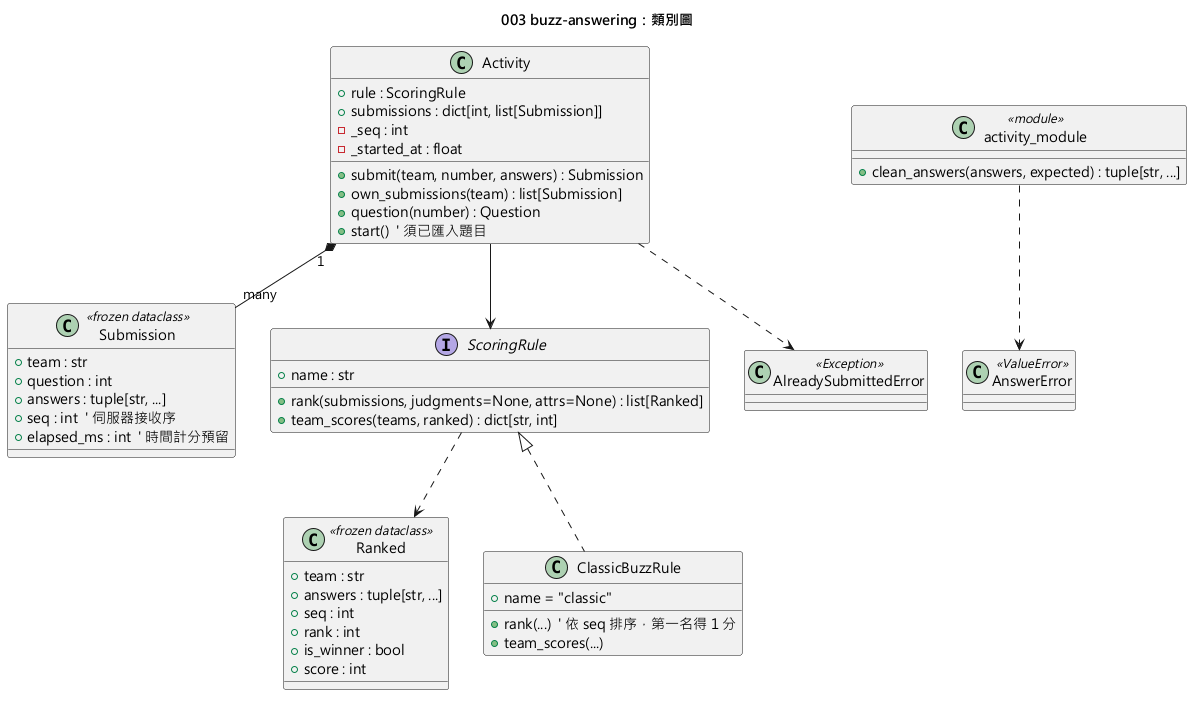 003 buzz-answering：類別圖
C Activity
rule : ScoringRule
submissions : dict[int, list[Submission]]
_seq : int
_started_at : float
submit(team, number, answers) : Submission
own_submissions(team) : list[Submission]
question(number) : Question
start() ' 須已匯入題目
«module»
C activity_module
clean_answers(answers, expected) : tuple[str, ...]
1
many
«frozen dataclass»
C Submission
team : str
question : int
answers : tuple[str, ...]
seq : int ' 伺服器接收序
elapsed_ms : int ' 時間計分預留
I ScoringRule
name : str
rank(submissions, judgments=None, attrs=None) : list[Ranked]
team_scores(teams, ranked) : dict[str, int]
«Exception»
C AlreadySubmittedError
«ValueError»
C AnswerError
«frozen dataclass»
C Ranked
team : str
answers : tuple[str, ...]
seq : int
rank : int
is_winner : bool
score : int
C ClassicBuzzRule
name = "classic"
rank(...) ' 依 seq 排序，第一名得 1 分
team_scores(...)